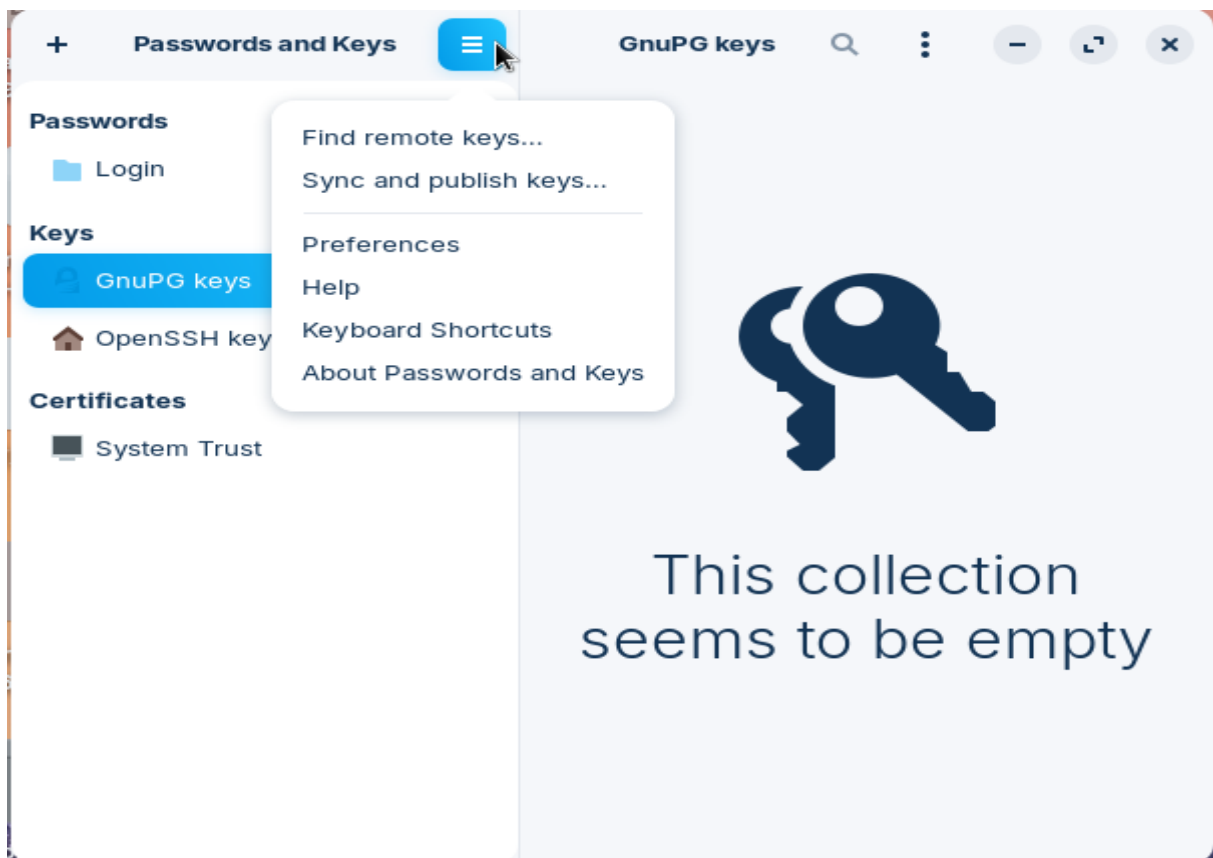 Passwords and Keys
GnuPG keys
Passwords
Login
Keys
GnuPG keys
OpenSSH key
Certificates
System Trust
Find remote keys...
Sync and publish keys...
Preferences
Help
Keyboard Shortcuts
About Passwords and Keys
This collection
seems to be empty